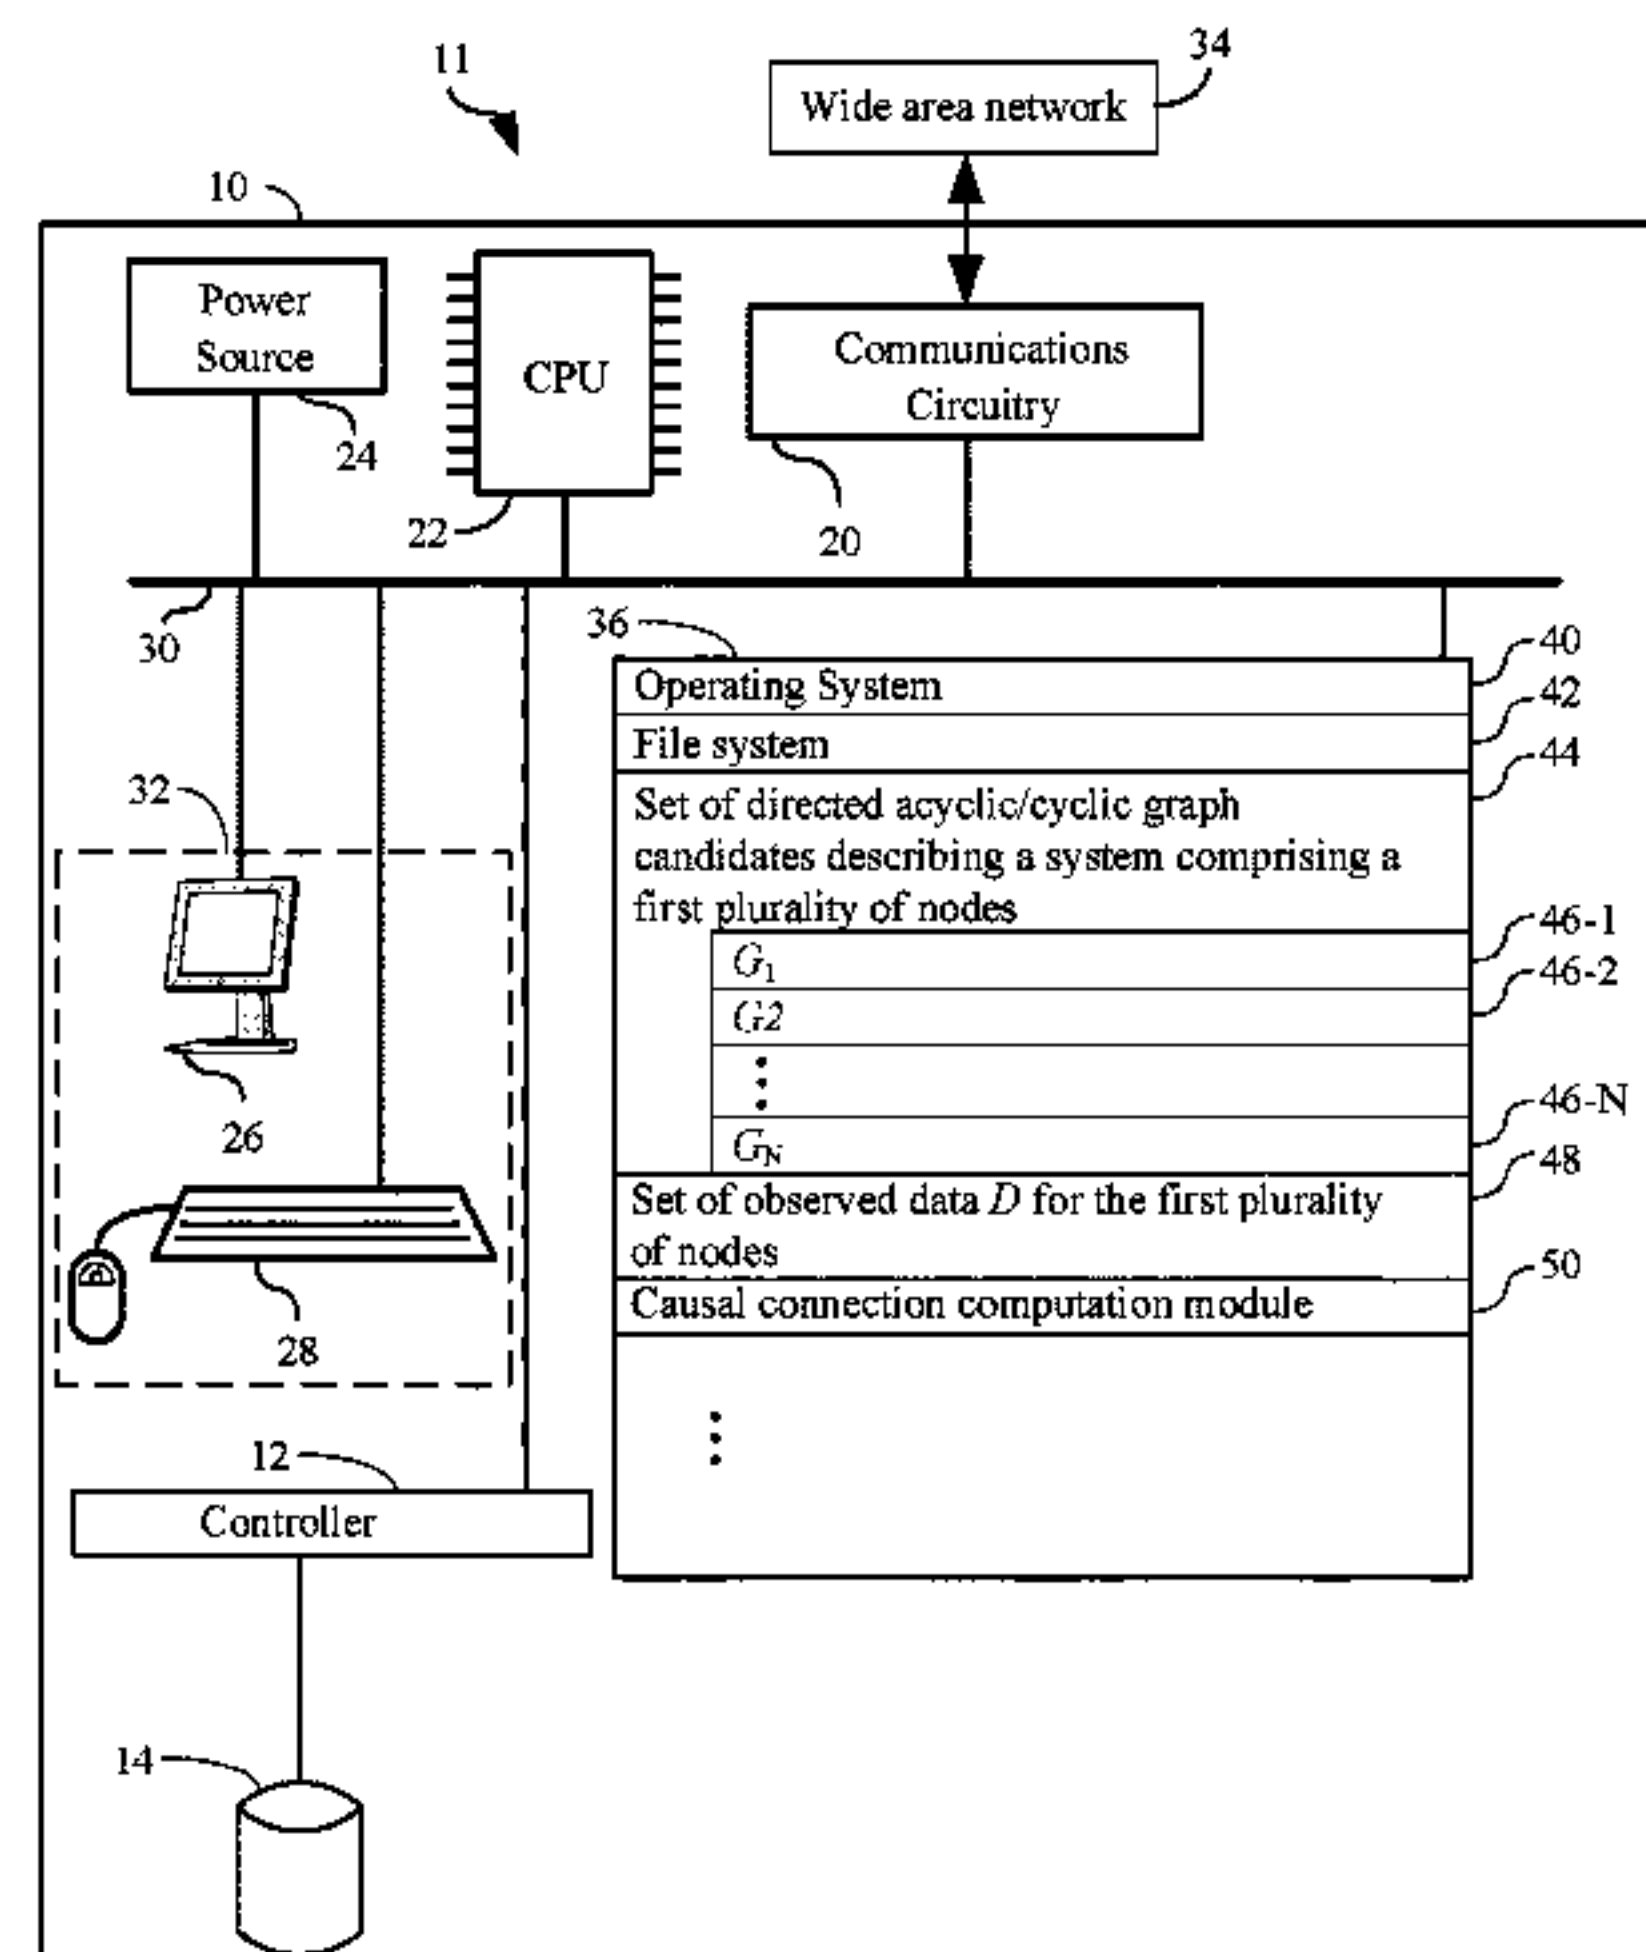 11
34
Wide area network
10
Power
Source
CPU
Communications
Circuitry
24
22
20
30
36
40
Operating System
42
File system
44
32
Set of directed acyclic/cyclic graph
candidates describing a system comprising a
first plurality of nodes
46-1
G1
46-2
G2
26
46-N
GN
48
Set of observed data D for the first plurality
of nodes
50
Causal connection computation module
28
12
Controller
14